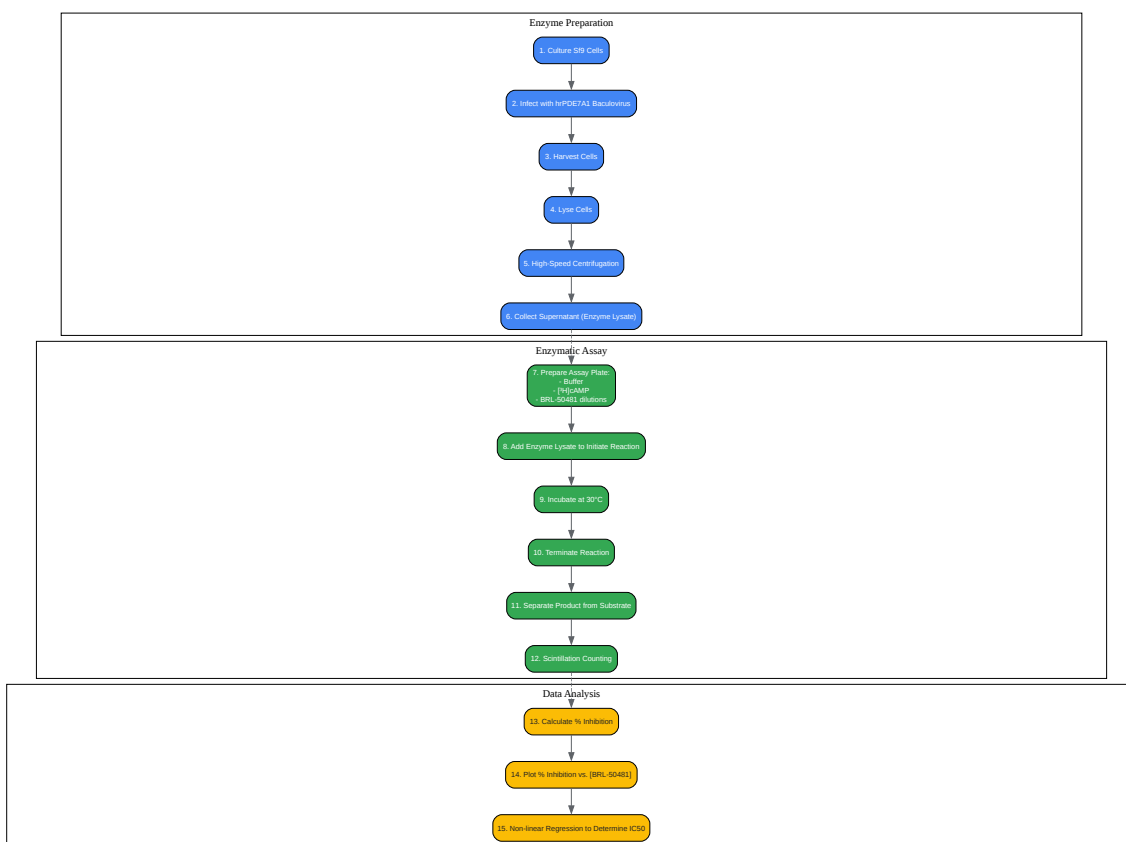 Enzyme Preparation
1. Culture Sf9 Cells
2. Infect with hrPDE7A1 Baculovirus
3. Harvest Cells
4. Lyse Cells
5. High-Speed Centrifugation
6. Collect Supernatant (Enzyme Lysate)
Enzymatic Assay
7. Prepare Assay Plate:
- Buffer
- [³H]cAMP
- BRL-50481 dilutions
8. Add Enzyme Lysate to Initiate Reaction
9. Incubate at 30°C
10. Terminate Reaction
11. Separate Product from Substrate
12. Scintillation Counting
Data Analysis
13. Calculate % Inhibition
14. Plot % Inhibition vs. [BRL-50481]
15. Non-linear Regression to Determine IC50